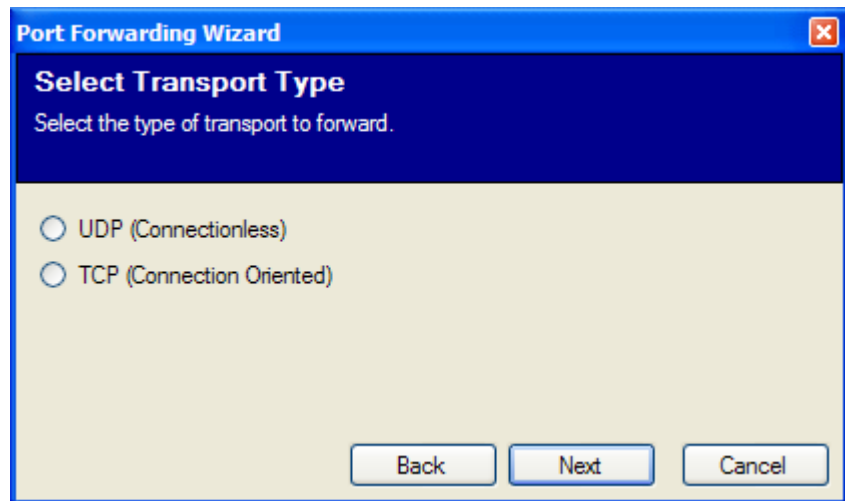 Port Forwarding Wizard
Select Transport Type
Select the type of transport to forward.
UDP (Connectionless)
TCP (Connection Oriented)
Back Next Cancel